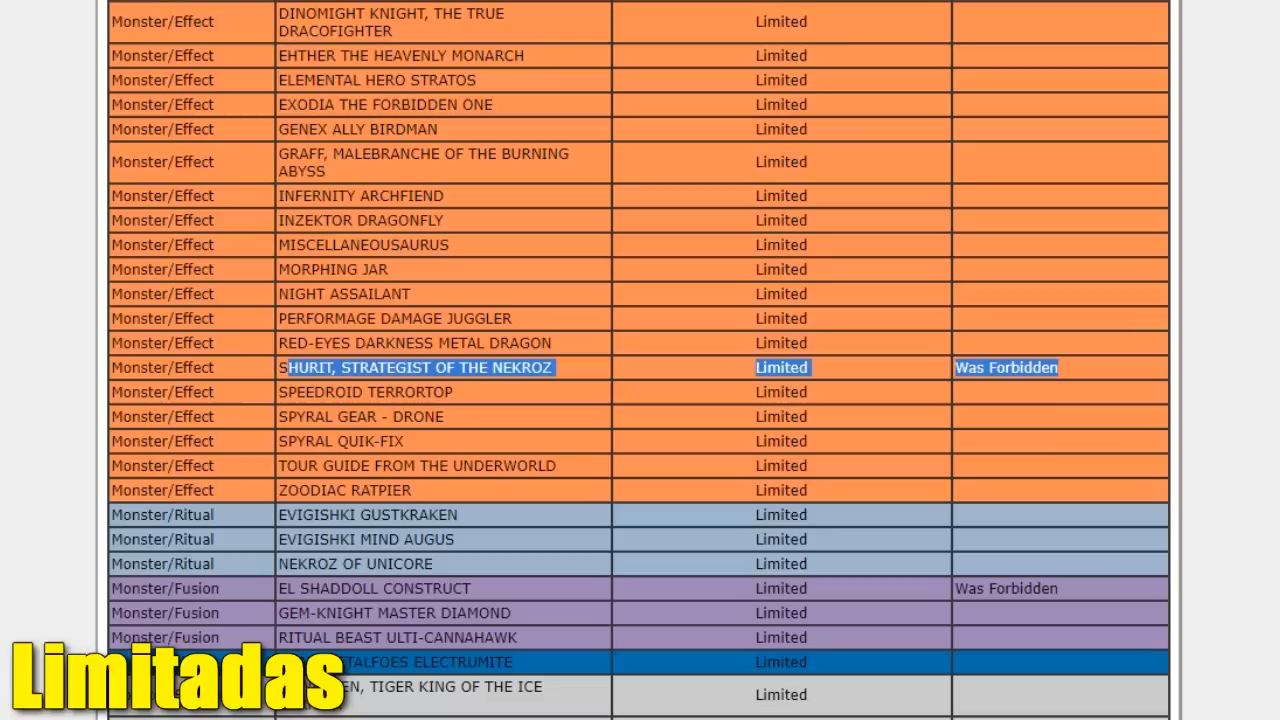 Monster/Effect DINOMIGHT KNIGHT, THE TRUE DRACOFIGHTER Limited
Monster/Effect EHTHER THE HEAVENLY MONARCH Limited
Monster/Effect ELEMENTAL HERO STRATOS Limited
Monster/Effect EXODIA THE FORBIDDEN ONE Limited
Monster/Effect GENEX ALLY BIRDMAN Limited
Monster/Effect GRAFF, MALEBRANCHE OF THE BURNING ABYSS Limited
Monster/Effect INFERNITY ARCHFIEND Limited
Monster/Effect INZEKTOR DRAGONFLY Limited
Monster/Effect MISCELLANEOUSAURUS Limited
Monster/Effect MORPHING JAR Limited
Monster/Effect NIGHT ASSAILANT Limited
Monster/Effect PERFORMAGE DAMAGE JUGGLER Limited
Monster/Effect RED-EYES DARKNESS METAL DRAGON Limited
Monster/Effect SHURIT, STRATEGIST OF THE NEKROZ Limited Was Forbidden
Monster/Effect SPEEDROID TERRORTOP Limited
Monster/Effect SPYRAL GEAR - DRONE Limited
Monster/Effect SPYRAL QUIK-FIX Limited
Monster/Effect TOUR GUIDE FROM THE UNDERWORLD Limited
Monster/Effect ZOODIAC RATPIER Limited
Monster/Ritual EVIGISHKI GUSTKRAKEN Limited
Monster/Ritual EVIGISHKI MIND AUGUS Limited
Monster/Ritual NEKROZ OF UNICORE Limited
Monster/Fusion EL SHADDOLL CONSTRUCT Limited Was Forbidden
Monster/Fusion GEM-KNIGHT MASTER DIAMOND Limited
Monster/Fusion RITUAL BEAST ULTI-CANNAHAWK Limited
ELECTRUMITE Limited
TIGER KING OF THE ICE Limited
Limitadas